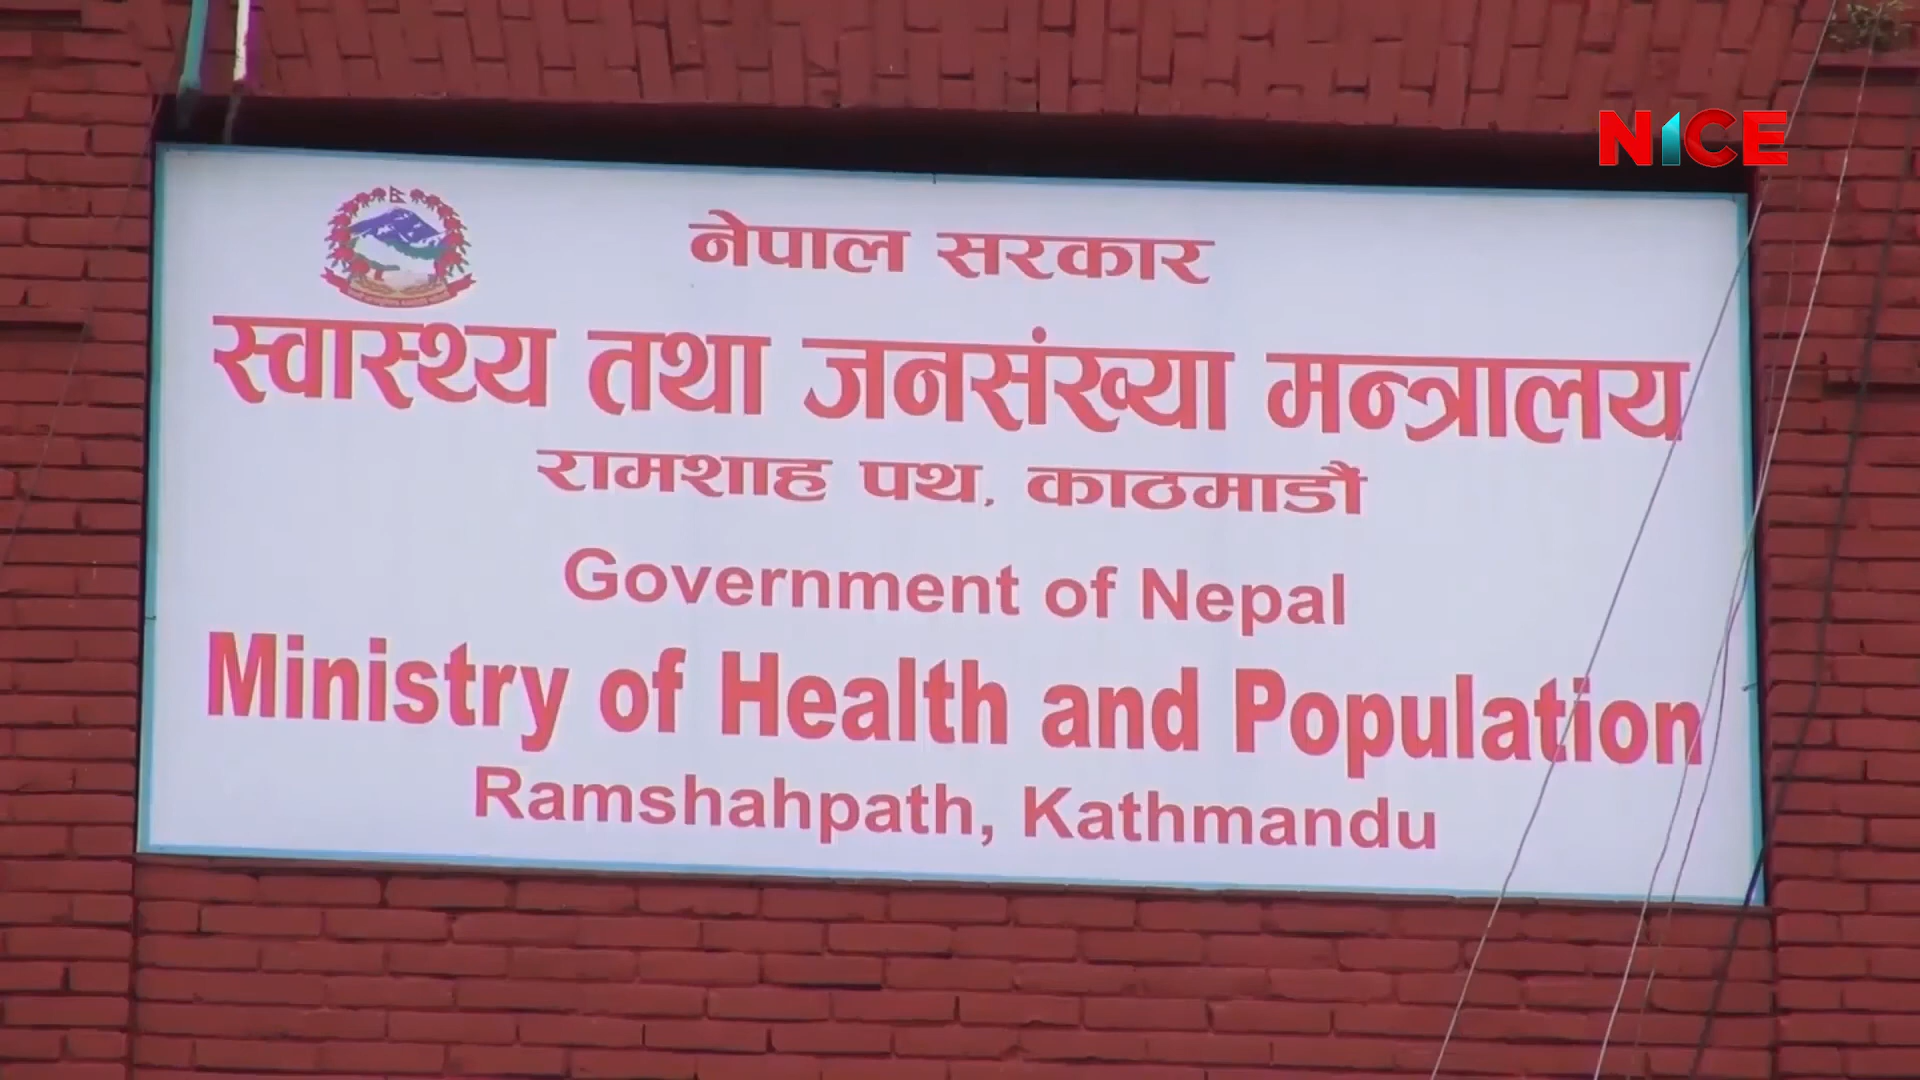 NICE
नेपाल सरकार
स्वास्थ्य तथा जनसंख्या मन्त्रालय
रामशाह पथ, काठमाडौं
Government of Nepal
Ministry of Health and Population
Ramshahpath, Kathmandu